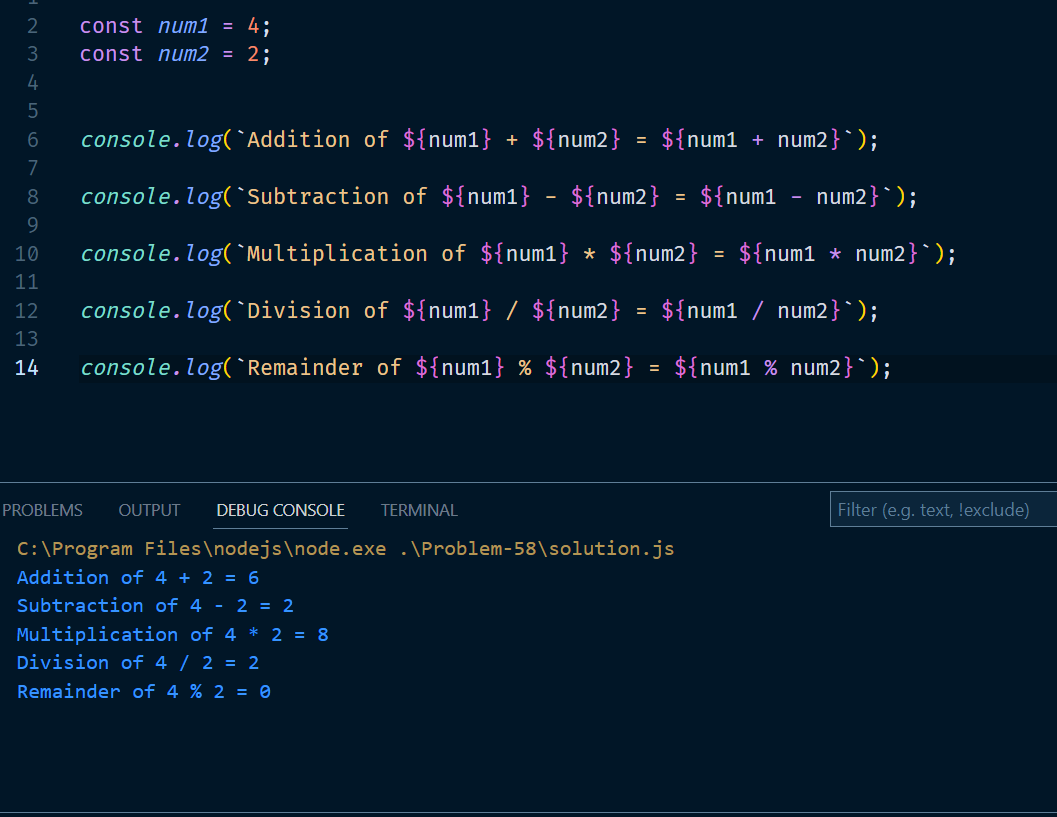 1
2 const num1 = 4;
3 const num2 = 2;
4
5
6 console.log(`Addition of ${num1} + ${num2} = ${num1 + num2}`);
7
8 console.log(`Subtraction of ${num1} - ${num2} = ${num1 - num2}`);
9
10 console.log(`Multiplication of ${num1} * ${num2} = ${num1 * num2}`);
11
12 console.log(`Division of ${num1} / ${num2} = ${num1 / num2}`);
13
14 console.log(`Remainder of ${num1} % ${num2} = ${num1 % num2}`);
PROBLEMS OUTPUT DEBUG CONSOLE TERMINAL Filter (e.g. text, !exclude)
C:\Program Files\nodejs\node.exe .\Problem-58\solution.js
Addition of 4 + 2 = 6
Subtraction of 4 - 2 = 2
Multiplication of 4 * 2 = 8
Division of 4 / 2 = 2
Remainder of 4 % 2 = 0